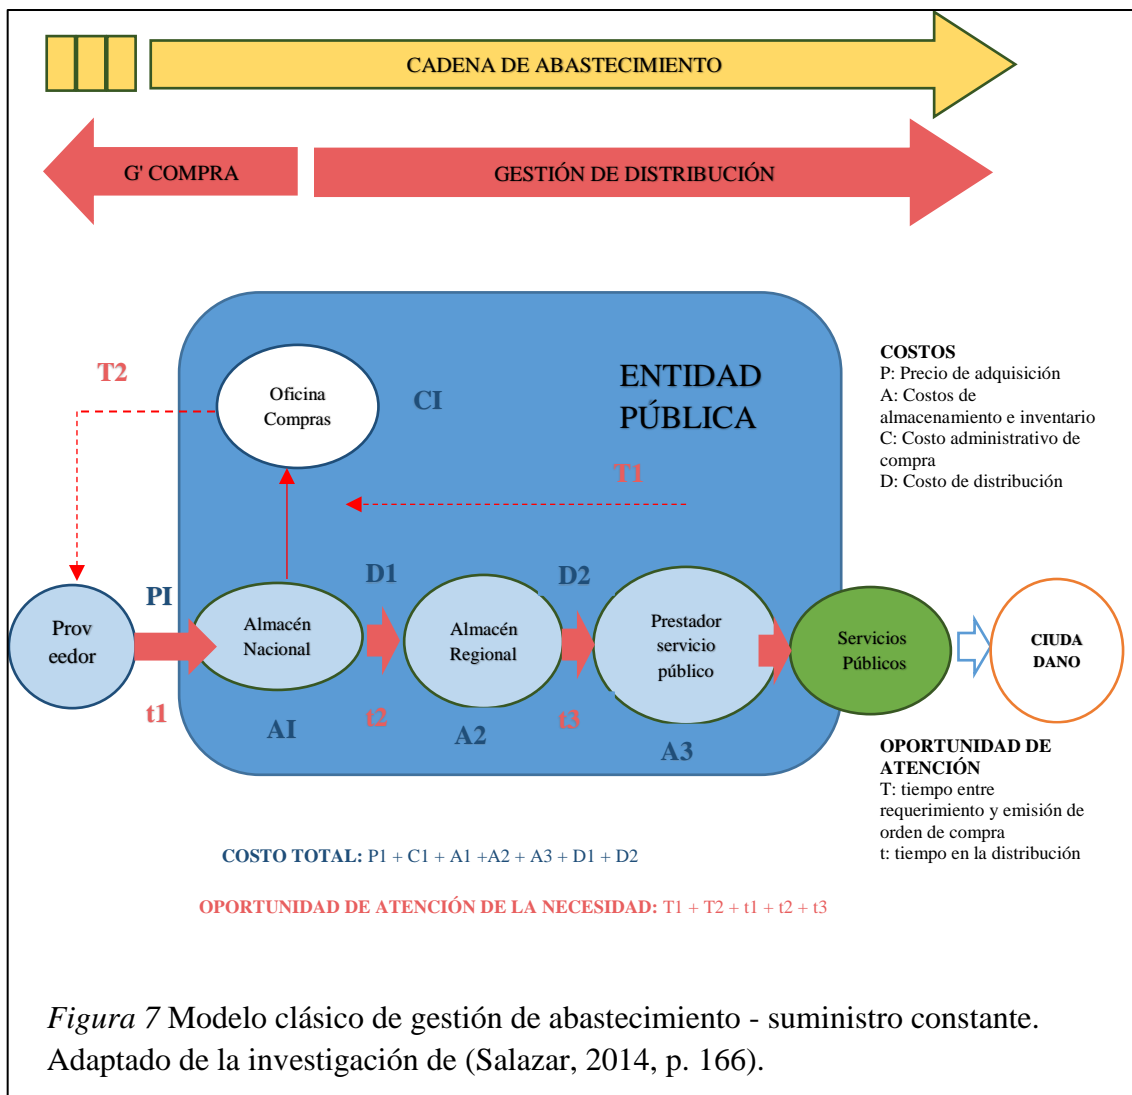 CADENA DE ABASTECIMIENTO
G' COMPRA
GESTIÓN DE DISTRIBUCIÓN
T2
Oficina
Compras
CI
ENTIDAD
PÚBLICA
T1
COSTOS
P: Precio de adquisición
A: Costos de
almacenamiento e inventario
C: Costo administrativo de
compra
D: Costo de distribución
PI
D1
D2
Prov
eedor
Almacén
Nacional
Almacén
Regional
Prestador
servicio
público
Servicios
Públicos
CIUDA
DANO
t1
AI
t2
A2
t3
A3
OPORTUNIDAD DE
ATENCIÓN
T: tiempo entre
requerimiento y emisión de
orden de compra
t: tiempo en la distribución
COSTO TOTAL: P1 + C1 + A1 +A2 + A3 + D1 + D2
OPORTUNIDAD DE ATENCIÓN DE LA NECESIDAD: T1 + T2 + t1 + t2 + t3
Figura 7 Modelo clásico de gestión de abastecimiento - suministro constante.
Adaptado de la investigación de (Salazar, 2014, p. 166).